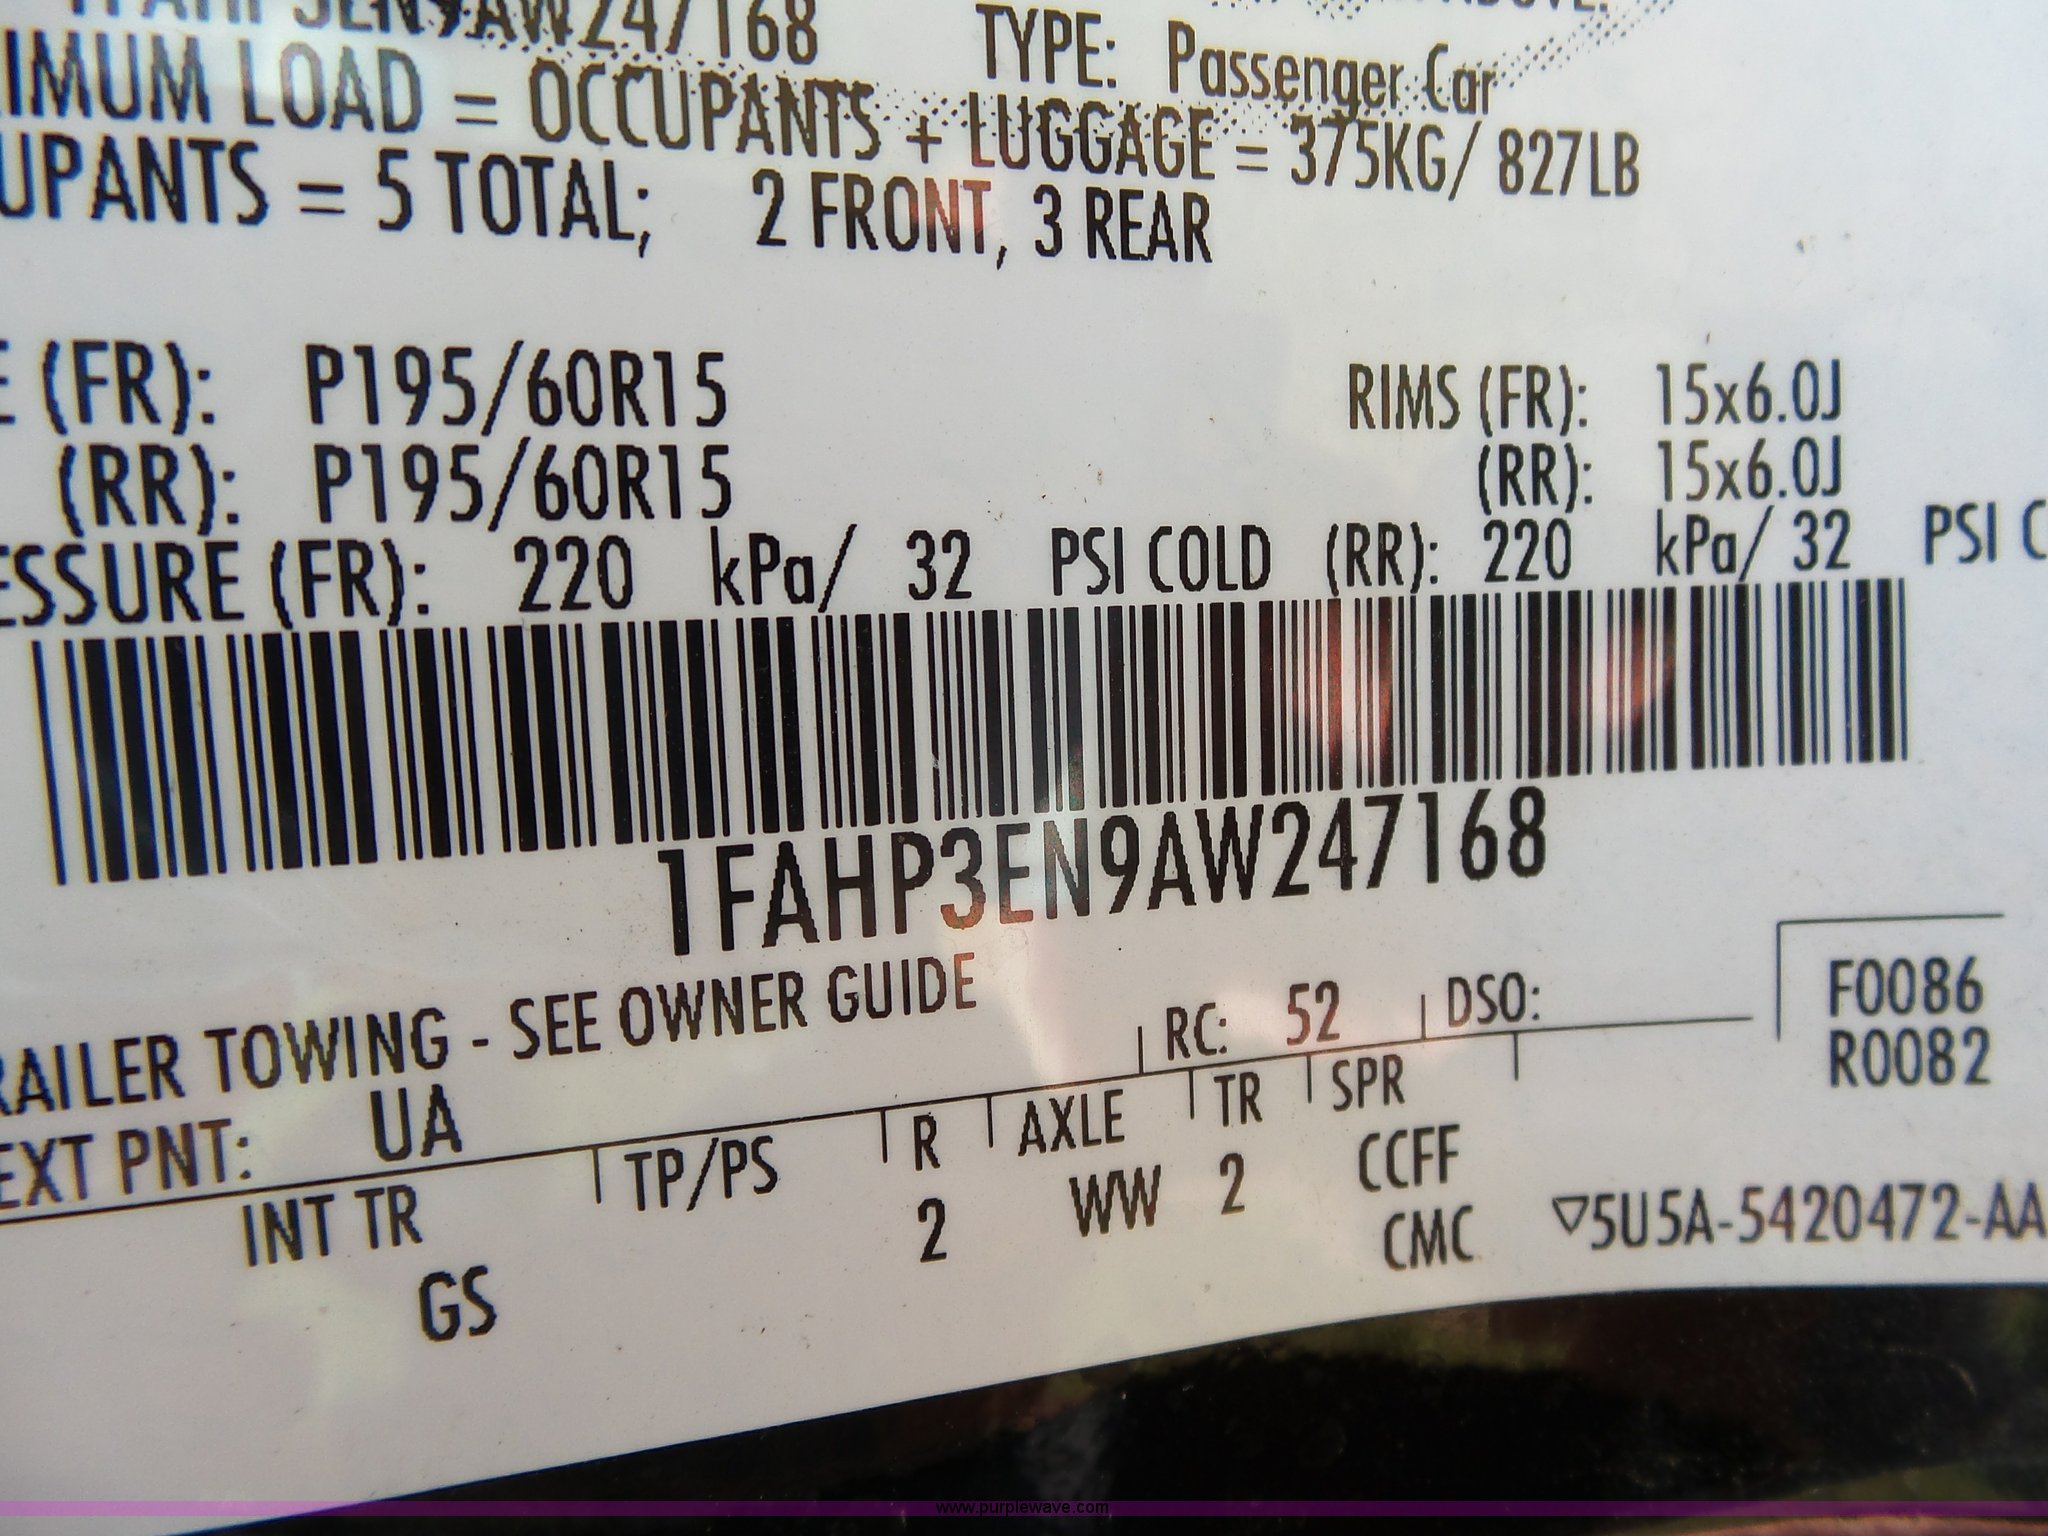 1FAHP3EN9AW247168 TYPE: Passenger Car
IMUM LOAD = OCCUPANTS + LUGGAGE = 375KG/ 827LB
UPANTS = 5 TOTAL; 2 FRONT, 3 REAR
E (FR): P195/60R15 RIMS (FR): 15x6.0J
(RR): P195/60R15 (RR): 15x6.0J
ESSURE (FR): 220 kPa/ 32 PSI COLD (RR): 220 kPa/ 32 PSI C
1FAHP3EN9AW247168
RAILER TOWING - SEE OWNER GUIDE
EXT PNT: UA RC: 52 DSO:
F0086
R0082
INT TR TP/PS R AXLE TR SPR
GS 2 WW 2 CCFF
CMC
▽5U5A-5420472-AA
www.purplewave.com